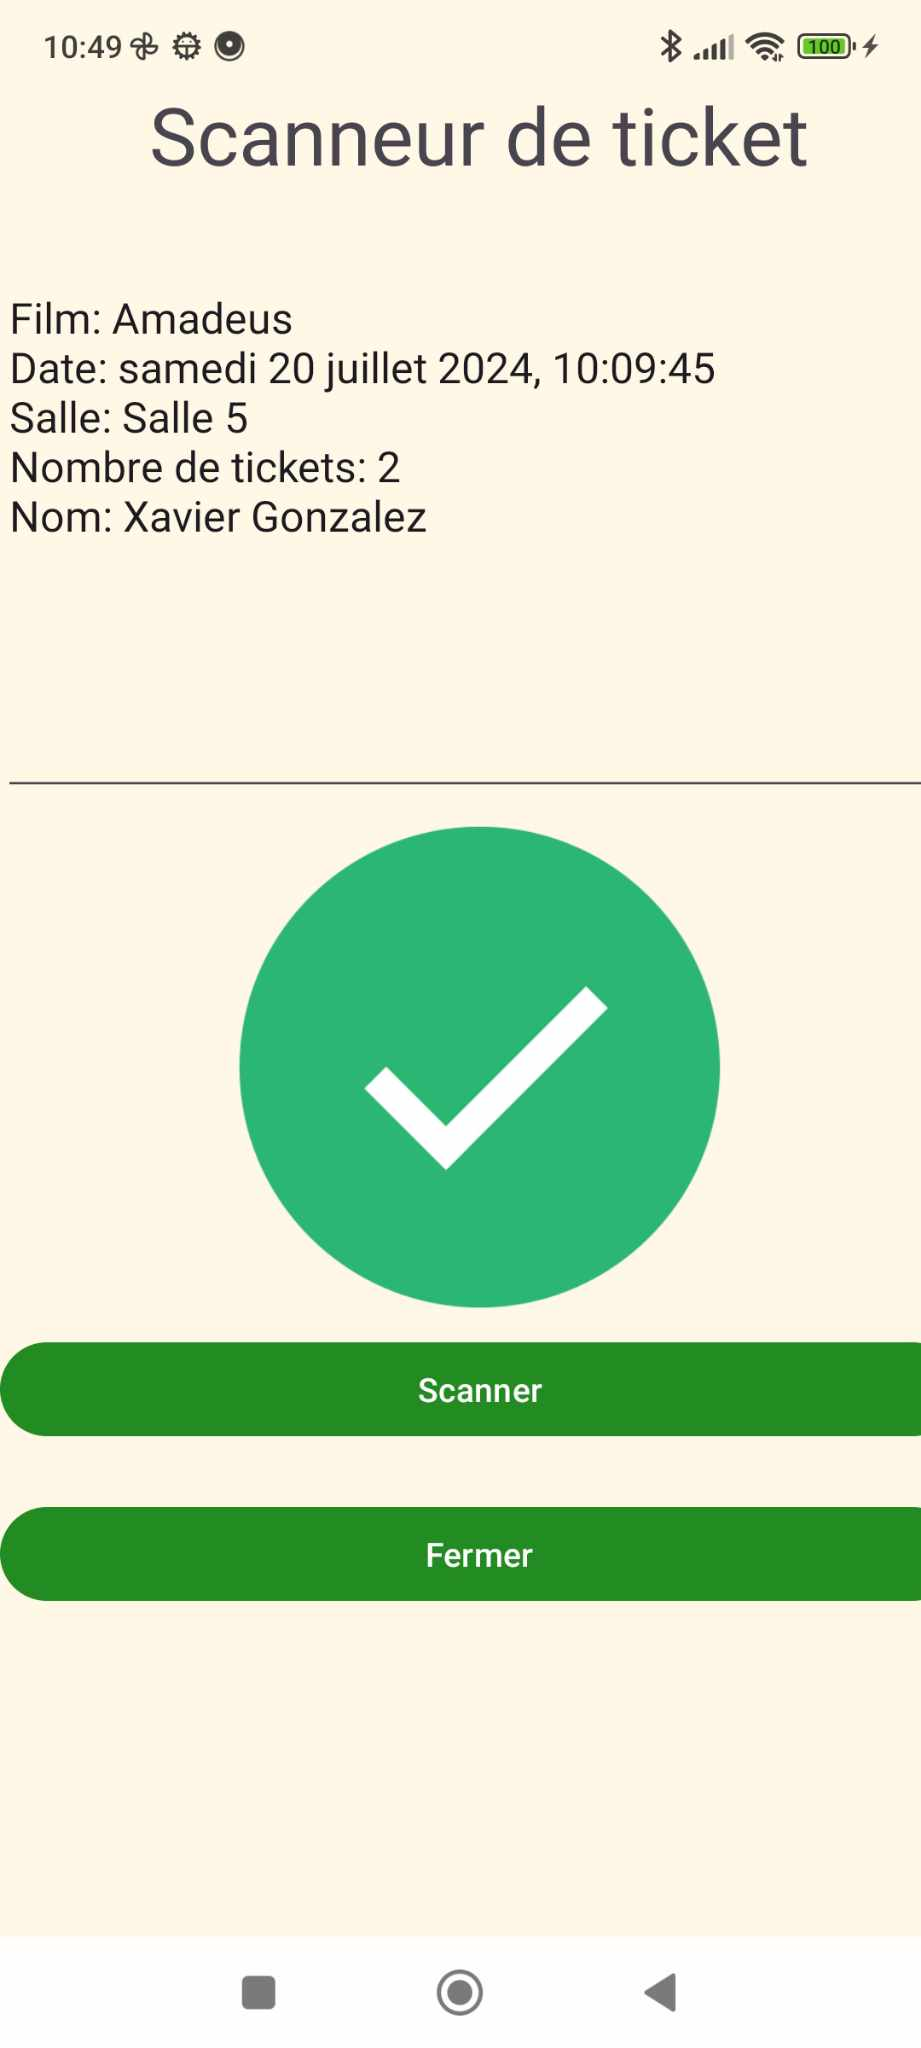 10:49
100
Scanneur de ticket
Film: Amadeus
Date: samedi 20 juillet 2024, 10:09:45
Salle: Salle 5
Nombre de tickets: 2
Nom: Xavier Gonzalez
Scanner
Fermer